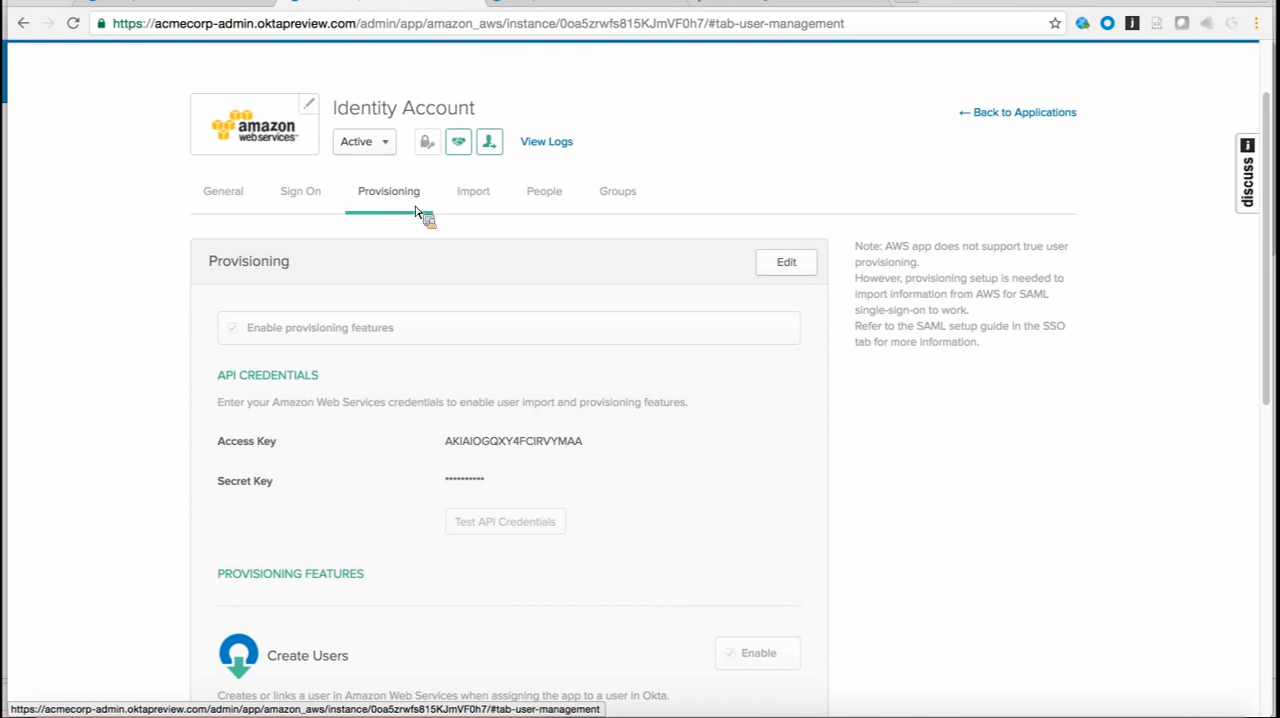 https://acmecorp-admin.oktapreview.com/admin/app/amazon_aws/instance/0oa5zrwfs815KJmVF0h7/#tab-user-management
amazon
webservices™
Identity Account
← Back to Applications
Active
View Logs
discuss
General
Sign On
Provisioning
Import
People
Groups
Provisioning
Edit
Note: AWS app does not support true user
provisioning.
However, provisioning setup is needed to
import information from AWS for SAML
single-sign-on to work.
Refer to the SAML setup guide in the SSO
tab for more information.
Enable provisioning features
API CREDENTIALS
Enter your Amazon Web Services credentials to enable user import and provisioning features.
Access Key
AKIAIOGQXY4FCIRVYMAA
Secret Key
**********
Test API Credentials
PROVISIONING FEATURES
Create Users
Enable
Creates or links a user in Amazon Web Services when assigning the app to a user in Okta.
https://acmecorp-admin.oktapreview.com/admin/app/amazon_aws/instance/0oa5zrwfs815KJmVF0h7/#tab-user-management